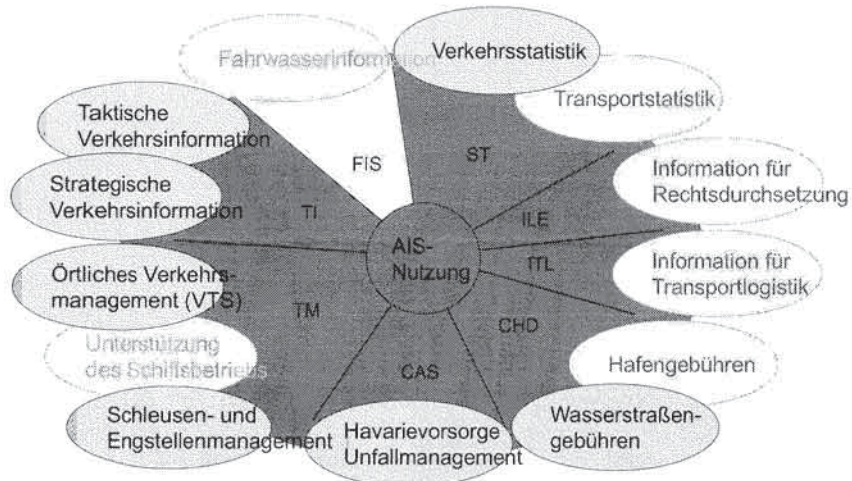 Fahrwasserinformation
Verkehrsstatistik
Transportstatistik
Taktische
Verkehrsinformation
FIS
ST
Information für
Rechtsdurchsetzung
Strategische
Verkehrsinformation
TI
ILE
AIS-
Nutzung
ITL
Information für
Transportlogistik
Örtliches Verkehrs-
management (VTS)
TM
CHD
Unterstützung
des Schiffsbetriebs
CAS
Hafengebühren
Schleusen- und
Engstellenmanagement
Havarievorsorge
Unfallmanagement
Wasserstraßen-
gebühren